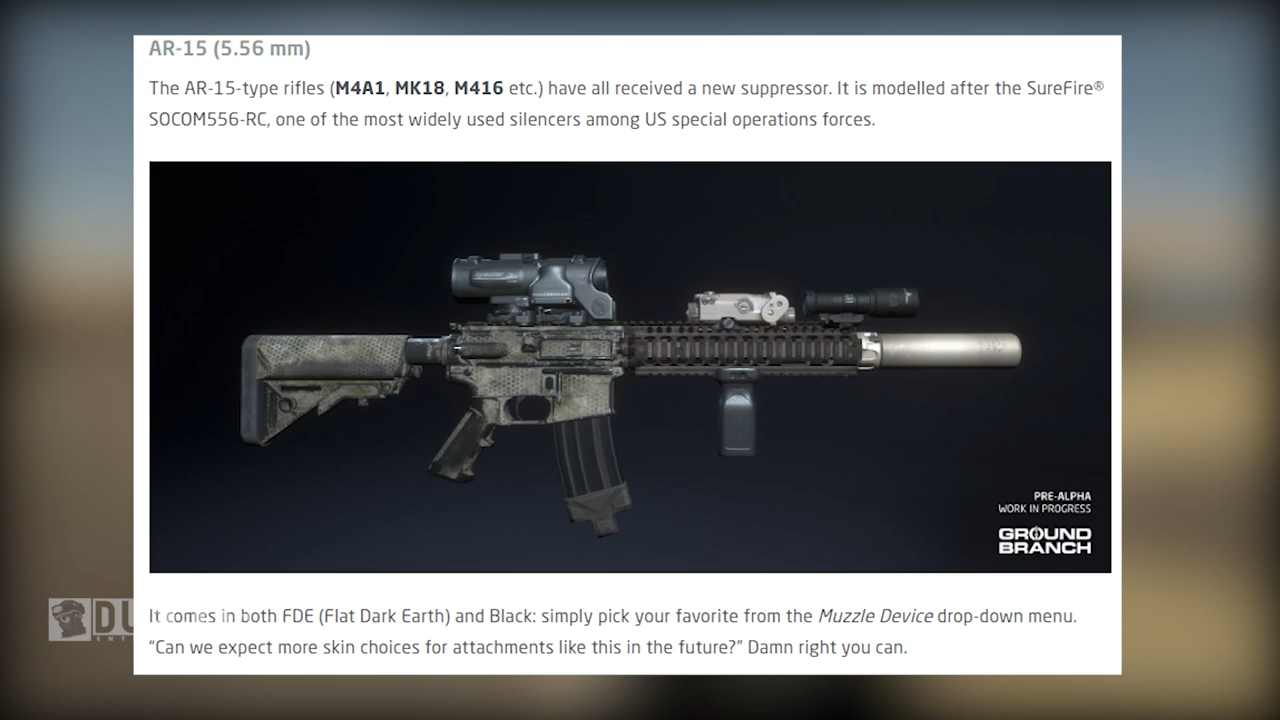 AR-15 (5.56 mm)
The AR-15-type rifles (M4A1, MK18, M416 etc.) have all received a new suppressor. It is modelled after the SureFire®
SOCOM556-RC, one of the most widely used silencers among US special operations forces.
PRE-ALPHA
WORK IN PROGRESS
GROUND
BRANCH
DU
ENT
It comes in both FDE (Flat Dark Earth) and Black: simply pick your favorite from the Muzzle Device drop-down menu.
"Can we expect more skin choices for attachments like this in the future?" Damn right you can.